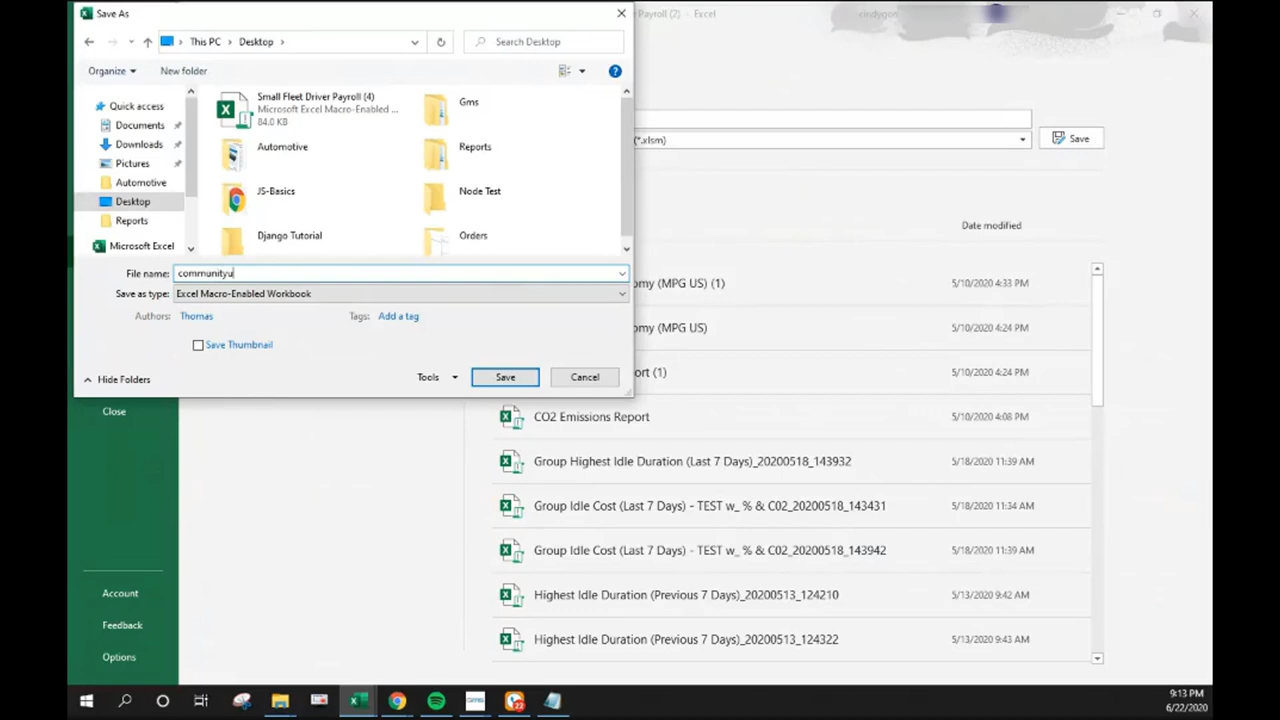 Save As
Payroll (2) - Excel
cindygon
This PC > Desktop >
Search Desktop
Organize
New folder
Quick access
Documents
Downloads
Pictures
Automotive
Desktop
Reports
Microsoft Excel
Small Fleet Driver Payroll (4)
Microsoft Excel Macro-Enabled ...
84.0 KB
Gms
Automotive
Reports
JS-Basics
Node Test
Django Tutorial
Orders
File name: communityu
Save as type: Excel Macro-Enabled Workbook
Authors: Thomas
Tags: Add a tag
Save Thumbnail
Hide Folders
Tools
Save
Cancel
(*.xlsm)
Save
Date modified
omy (MPG US) (1) 5/10/2020 4:33 PM
omy (MPG US) 5/10/2020 4:24 PM
ort (1) 5/10/2020 4:24 PM
CO2 Emissions Report 5/10/2020 4:08 PM
Group Highest Idle Duration (Last 7 Days)_20200518_143932 5/18/2020 11:39 AM
Group Idle Cost (Last 7 Days) - TEST w_ % & C02_20200518_143431 5/18/2020 11:34 AM
Group Idle Cost (Last 7 Days) - TEST w_ % & C02_20200518_143942 5/18/2020 11:39 AM
Highest Idle Duration (Previous 7 Days)_20200513_124210 5/13/2020 9:42 AM
Highest Idle Duration (Previous 7 Days)_20200513_124322 5/13/2020 9:43 AM
Close
Account
Feedback
Options
22
9:13 PM
6/22/2020